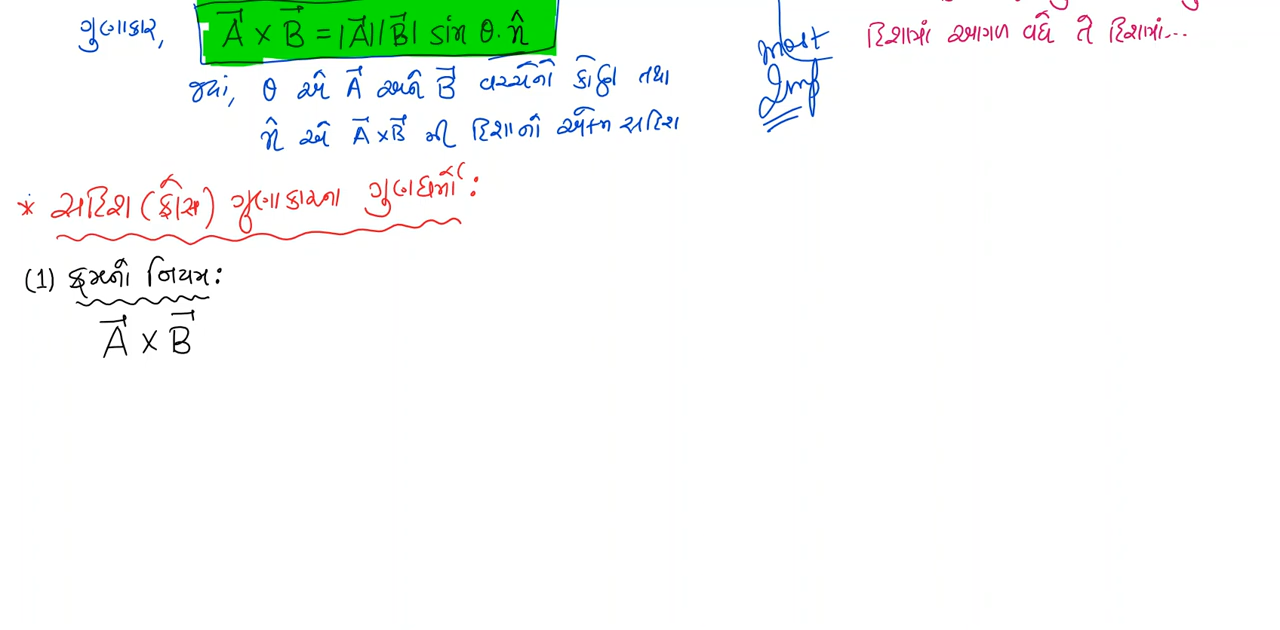 ગુણાકાર, A⃗ × B⃗ = |A⃗||B⃗| sin θ. n̂
જ્યાં, θ એ A⃗ અને B⃗ વચ્ચેનો કોણ તથા
n̂ એ A⃗×B⃗ ની દિશાનો એકમ સદિશ
most
Imp
દિશામાં આગળ વધે તે દિશામાં...
* સદિશ (ક્રોસ) ગુણાકારના ગુણધર્મો:
(1) ક્રમનો નિયમ:
A⃗ × B⃗